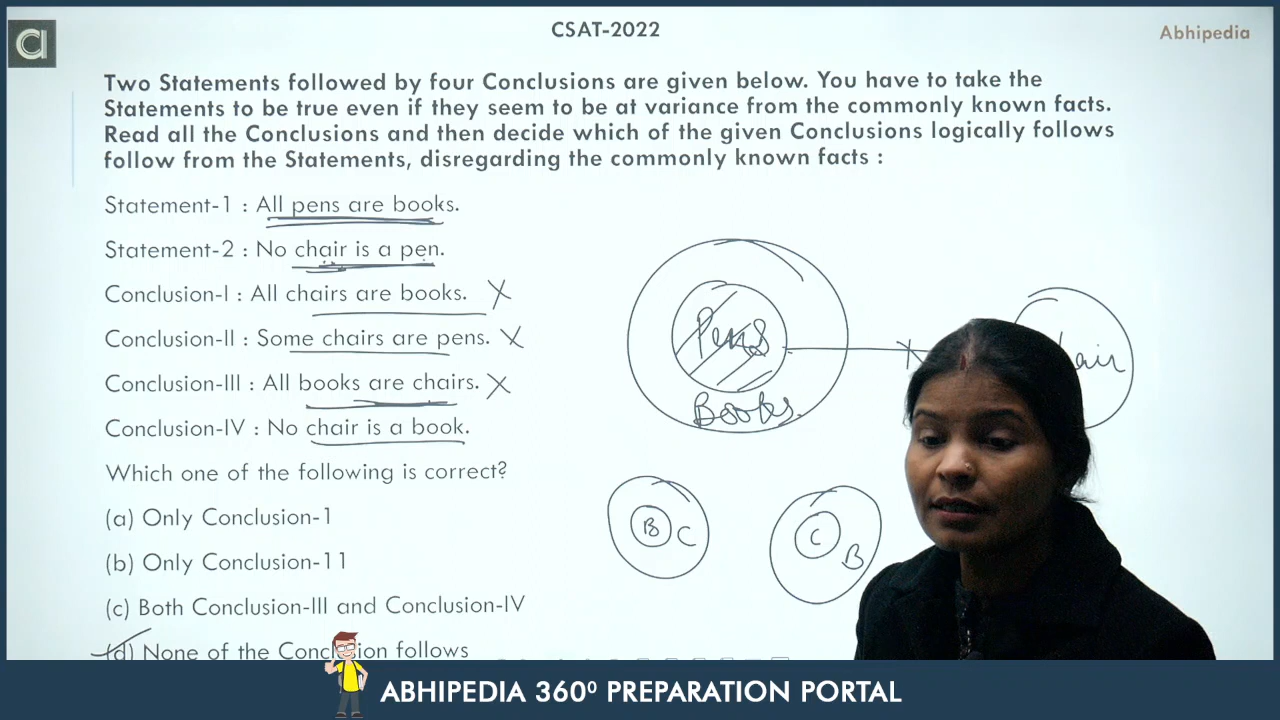 CSAT-2022
Abhipedia
Two Statements followed by four Conclusions are given below. You have to take the
Statements to be true even if they seem to be at variance from the commonly known facts.
Read all the Conclusions and then decide which of the given Conclusions logically follows
follow from the Statements, disregarding the commonly known facts :
Statement-1 : All pens are books.
Statement-2 : No chair is a pen.
Conclusion-I : All chairs are books. X
Conclusion-II : Some chairs are pens. X
Conclusion-III : All books are chairs. X
Conclusion-IV : No chair is a book.
Which one of the following is correct?
(a) Only Conclusion-1
(b) Only Conclusion-11
(c) Both Conclusion-III and Conclusion-IV
(d) None of the Conclusion follows
Pens
Books.
air
B C
C B
ABHIPEDIA 360⁰ PREPARATION PORTAL